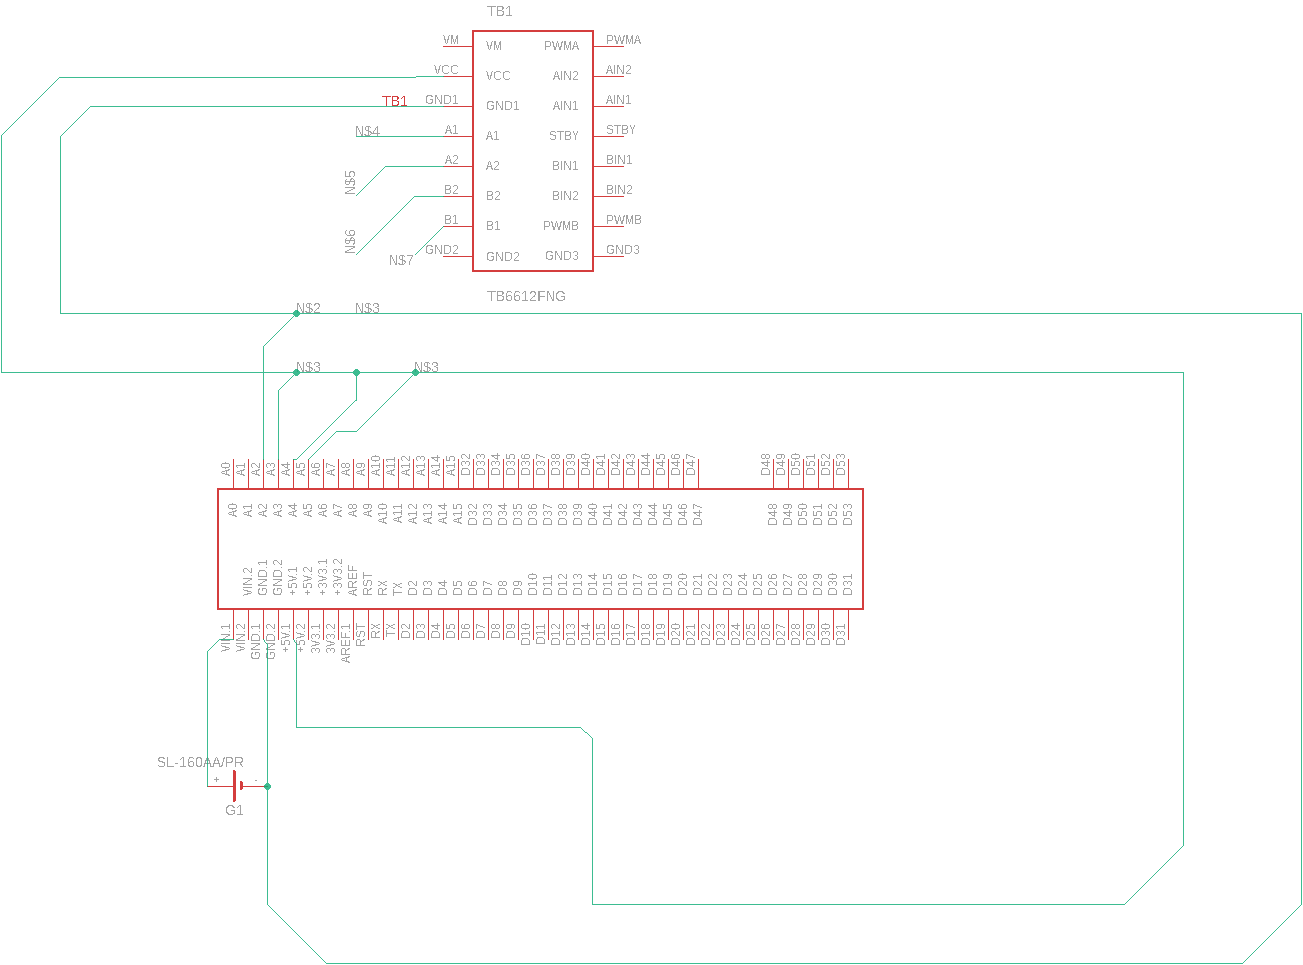 TB1
VM VM PWMA PWMA
VCC VCC AIN2 AIN2
TB1 GND1 GND1 AIN1 AIN1
N$4 A1 A1 STBY STBY
N$5 A2 A2 BIN1 BIN1
B2 B2 BIN2 BIN2
N$6 B1 B1 PWMB PWMB
N$7 GND2 GND2 GND3 GND3
TB6612FNG
N$2 N$3
N$3 N$3
A0 A1 A2 A3 A4 A5 A6 A7 A8 A9 A10 A11 A12 A13 A14 A15 D32 D33 D34 D35 D36 D37 D38 D39 D40 D41 D42 D43 D44 D45 D46 D47 D48 D49 D50 D51 D52 D53
A0 A1 A2 A3 A4 A5 A6 A7 A8 A9 A10 A11 A12 A13 A14 A15 D32 D33 D34 D35 D36 D37 D38 D39 D40 D41 D42 D43 D44 D45 D46 D47 D48 D49 D50 D51 D52 D53
VIN.2 GND.1 GND.2 +5V.1 +5V.2 +3V3.1 +3V3.2 AREF RST RX TX D2 D3 D4 D5 D6 D7 D8 D9 D10 D11 D12 D13 D14 D15 D16 D17 D18 D19 D20 D21 D22 D23 D24 D25 D26 D27 D28 D29 D30 D31
VIN.1 VIN.2 GND.1 GND.2 +5V.1 +5V.2 3V3.1 3V3.2 AREF.1 RST RX TX D2 D3 D4 D5 D6 D7 D8 D9 D10 D11 D12 D13 D14 D15 D16 D17 D18 D19 D20 D21 D22 D23 D24 D25 D26 D27 D28 D29 D30 D31
SL-160AA/PR
+ -
G1